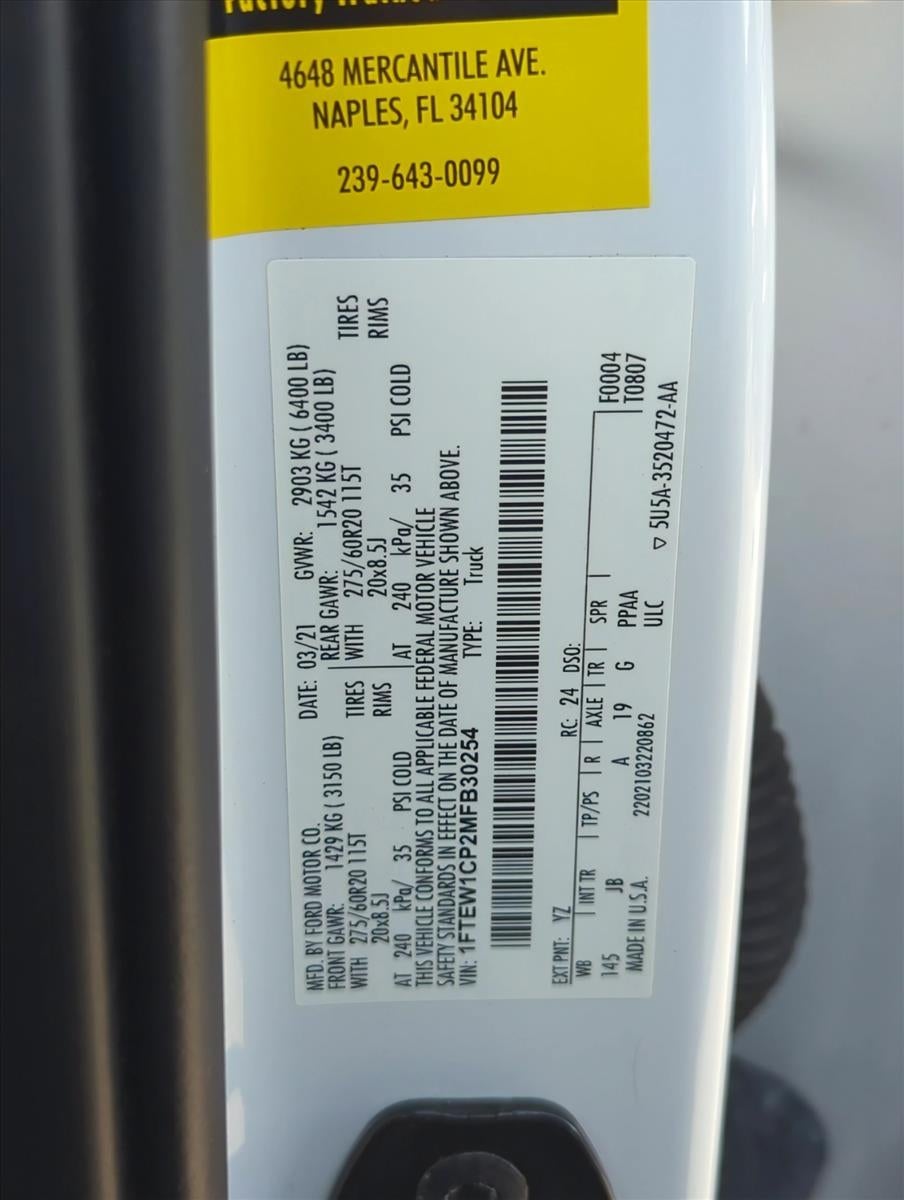 4648 MERCANTILE AVE.
NAPLES, FL 34104
239-643-0099
MFD. BY FORD MOTOR CO.
DATE: 03/21 GVWR: 2903 KG ( 6400 LB)
FRONT GAWR: 1429 KG ( 3150 LB) REAR GAWR: 1542 KG ( 3400 LB)
WITH 275/60R20 115T TIRES WITH 275/60R20 115T TIRES
20x8.5J RIMS 20x8.5J RIMS
AT 240 kPa/ 35 PSI COLD AT 240 kPa/ 35 PSI COLD
THIS VEHICLE CONFORMS TO ALL APPLICABLE FEDERAL MOTOR VEHICLE
SAFETY STANDARDS IN EFFECT ON THE DATE OF MANUFACTURE SHOWN ABOVE.
VIN: 1FTEW1CP2MFB30254 TYPE: Truck
EXT PNT: YZ RC: 24 DSO:
WB INT TR TP/PS R AXLE TR SPR F0004
145 JB A 19 G PPAA T0807
MADE IN U.S.A. 2202103220862 ULC
▽ 5U5A-3520472-AA